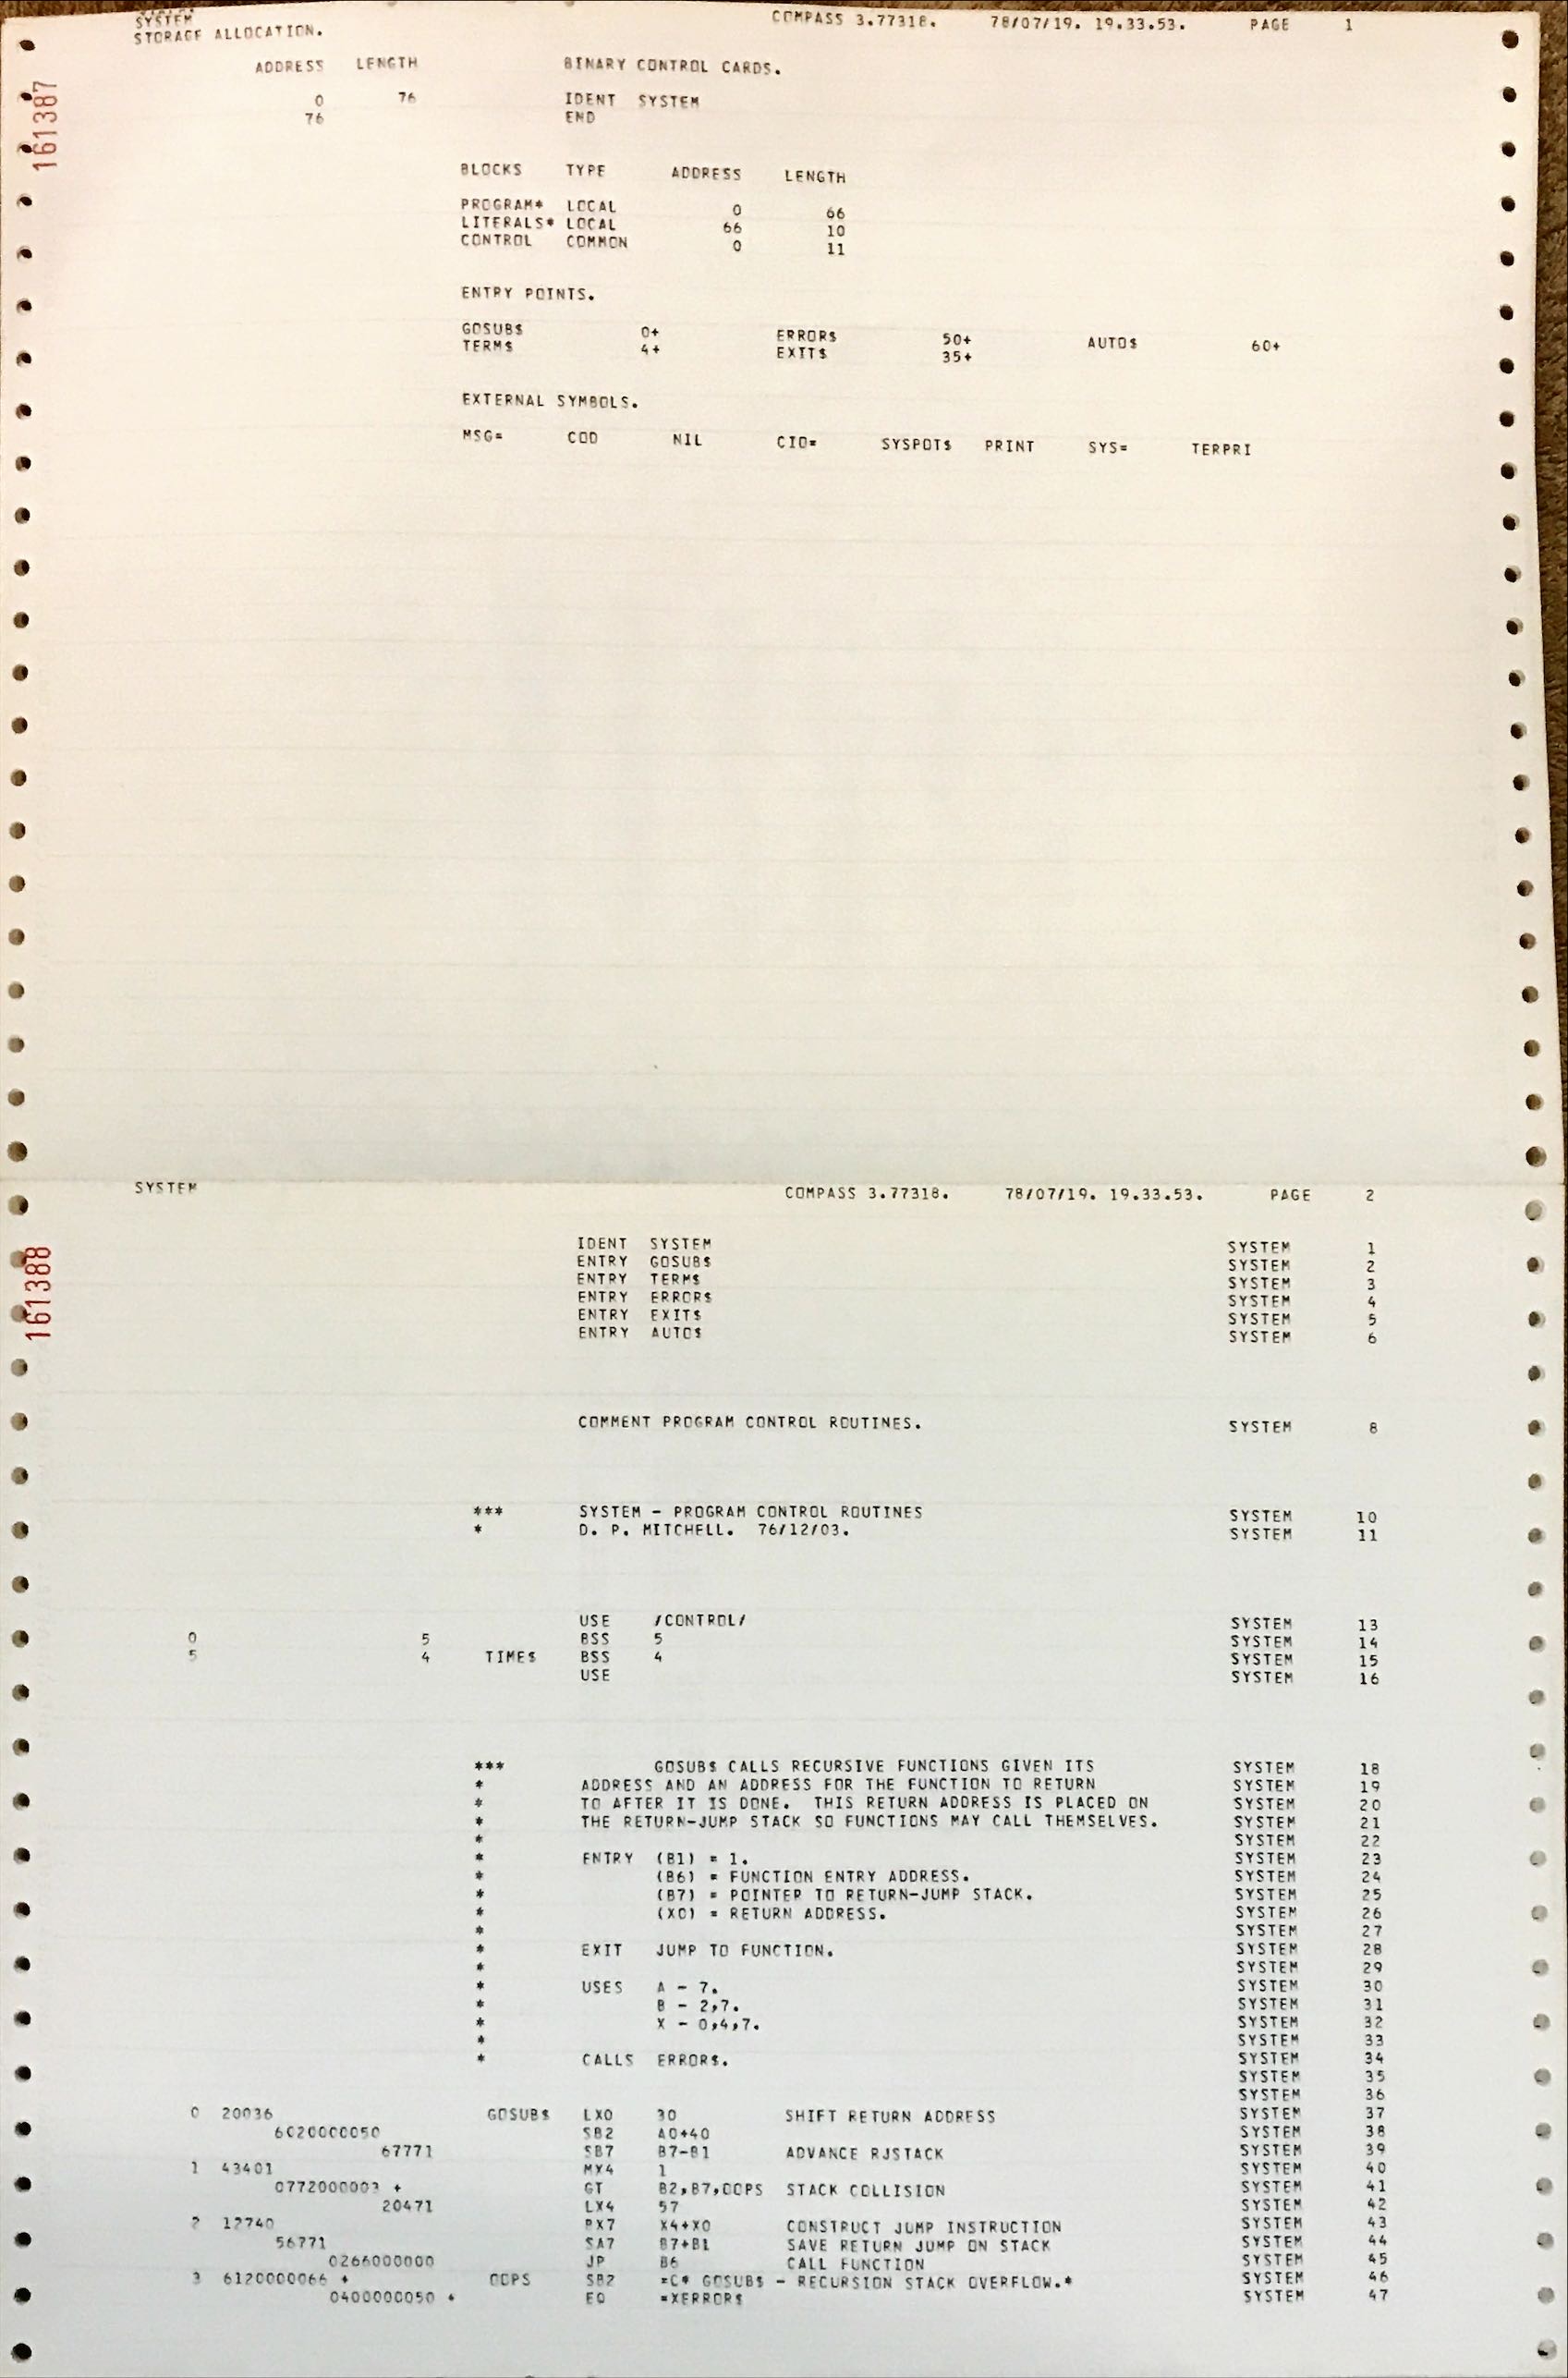 SYSTEM COMPASS 3.77318. 78/07/19. 19.33.53. PAGE 1
STORAGE ALLOCATION.
ADDRESS LENGTH BINARY CONTROL CARDS.
0 76 IDENT SYSTEM
76 END
161387
BLOCKS TYPE ADDRESS LENGTH
PROGRAM* LOCAL 0 66
LITERALS* LOCAL 66 10
CONTROL COMMON 0 11
ENTRY POINTS.
GOSUB$ 0+ ERROR$ 50+ AUTO$ 60+
TERM$ 4+ EXIT$ 35+
EXTERNAL SYMBOLS.
MSG= COD NIL CIO= SYSPOT$ PRINT SYS= TERPRI
SYSTEM COMPASS 3.77318. 78/07/19. 19.33.53. PAGE 2
161388
IDENT SYSTEM SYSTEM 1
ENTRY GOSUB$ SYSTEM 2
ENTRY TERM$ SYSTEM 3
ENTRY ERROR$ SYSTEM 4
ENTRY EXIT$ SYSTEM 5
ENTRY AUTO$ SYSTEM 6
COMMENT PROGRAM CONTROL ROUTINES. SYSTEM 8
*** SYSTEM - PROGRAM CONTROL ROUTINES SYSTEM 10
* D. P. MITCHELL. 76/12/03. SYSTEM 11
USE /CONTROL/ SYSTEM 13
0 5 BSS 5 SYSTEM 14
5 4 TIME$ BSS 4 SYSTEM 15
USE SYSTEM 16
*** GOSUB$ CALLS RECURSIVE FUNCTIONS GIVEN ITS SYSTEM 18
* ADDRESS AND AN ADDRESS FOR THE FUNCTION TO RETURN SYSTEM 19
* TO AFTER IT IS DONE. THIS RETURN ADDRESS IS PLACED ON SYSTEM 20
* THE RETURN-JUMP STACK SO FUNCTIONS MAY CALL THEMSELVES. SYSTEM 21
* SYSTEM 22
* ENTRY (B1) = 1. SYSTEM 23
* (B6) = FUNCTION ENTRY ADDRESS. SYSTEM 24
* (B7) = POINTER TO RETURN-JUMP STACK. SYSTEM 25
* (X0) = RETURN ADDRESS. SYSTEM 26
* SYSTEM 27
* EXIT JUMP TO FUNCTION. SYSTEM 28
* SYSTEM 29
* USES A - 7. SYSTEM 30
* B - 2,7. SYSTEM 31
* X - 0,4,7. SYSTEM 32
* SYSTEM 33
* CALLS ERROR$. SYSTEM 34
SYSTEM 35
SYSTEM 36
0 20036 GOSUB$ LX0 30 SHIFT RETURN ADDRESS SYSTEM 37
6020000050 SB2 A0+40 SYSTEM 38
67771 SB7 B7-B1 ADVANCE RJSTACK SYSTEM 39
1 43401 MX4 1 SYSTEM 40
0772000003 + GT B2,B7,OOPS STACK COLLISION SYSTEM 41
20471 LX4 57 SYSTEM 42
2 12740 BX7 X4+X0 CONSTRUCT JUMP INSTRUCTION SYSTEM 43
56771 SA7 B7+B1 SAVE RETURN JUMP ON STACK SYSTEM 44
0266000000 JP B6 CALL FUNCTION SYSTEM 45
3 6120000066 + OOPS SB2 =C* GOSUB$ - RECURSION STACK OVERFLOW.* SYSTEM 46
0400000050 + EQ =XERROR$ SYSTEM 47